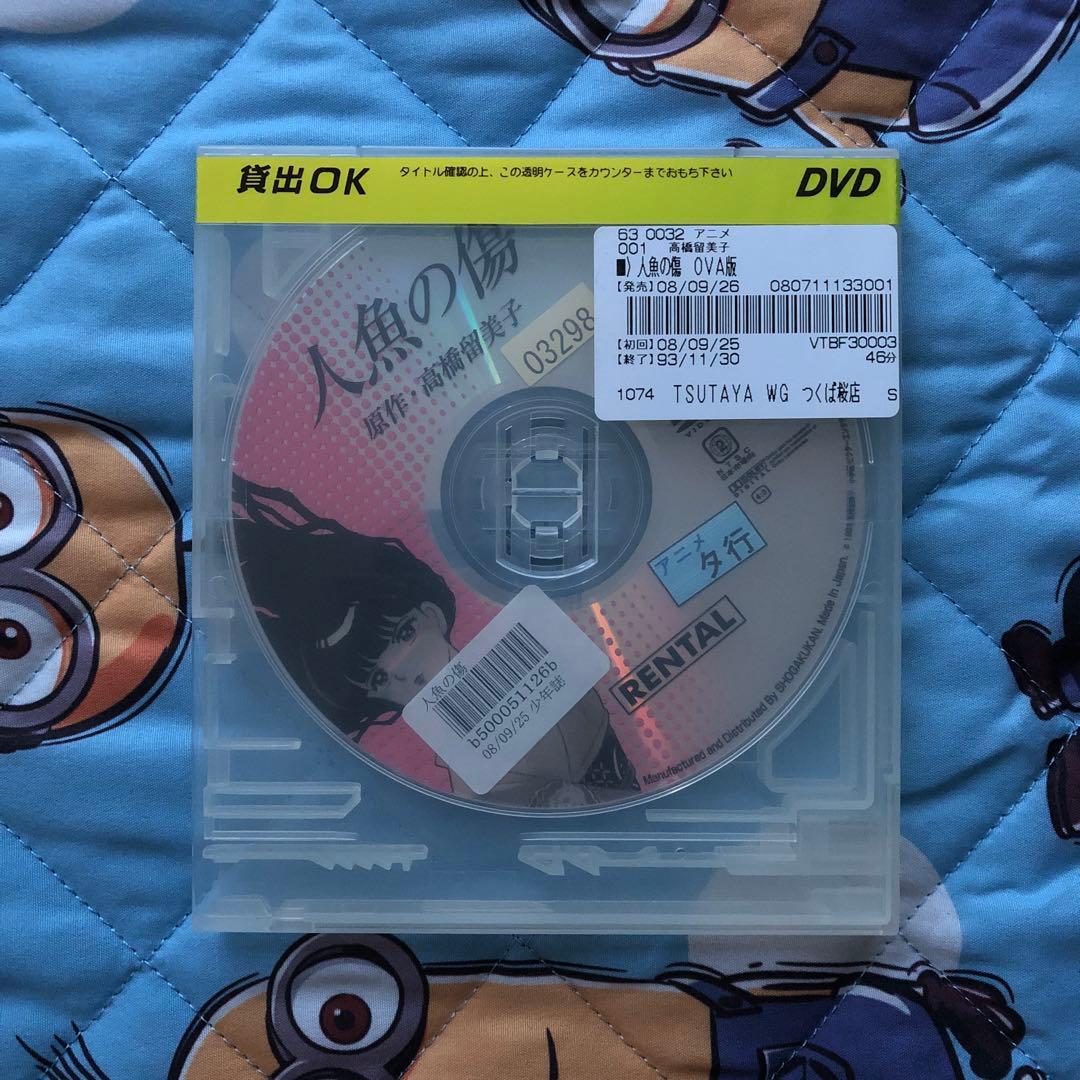 貸出OK
タイトル確認の上、この透明ケースをカウンターまでおもち下さい
DVD
63 0032 アニメ
001 高橋留美子
■〉人魚の傷 OVA版
【発売】08/09/26 080711133001
【初回】08/09/25 VTBF30003
【終了】93/11/30 46分
1074 TSUTAYA WG つくば桜店 S
人魚の傷
原作・高橋留美子
03298
アニメ
タ行
RENTAL
人魚の傷
b500051126b
08/09/25 少年誌
Manufactured and Distributed By SHOGAKUKAN. Made In Japan.